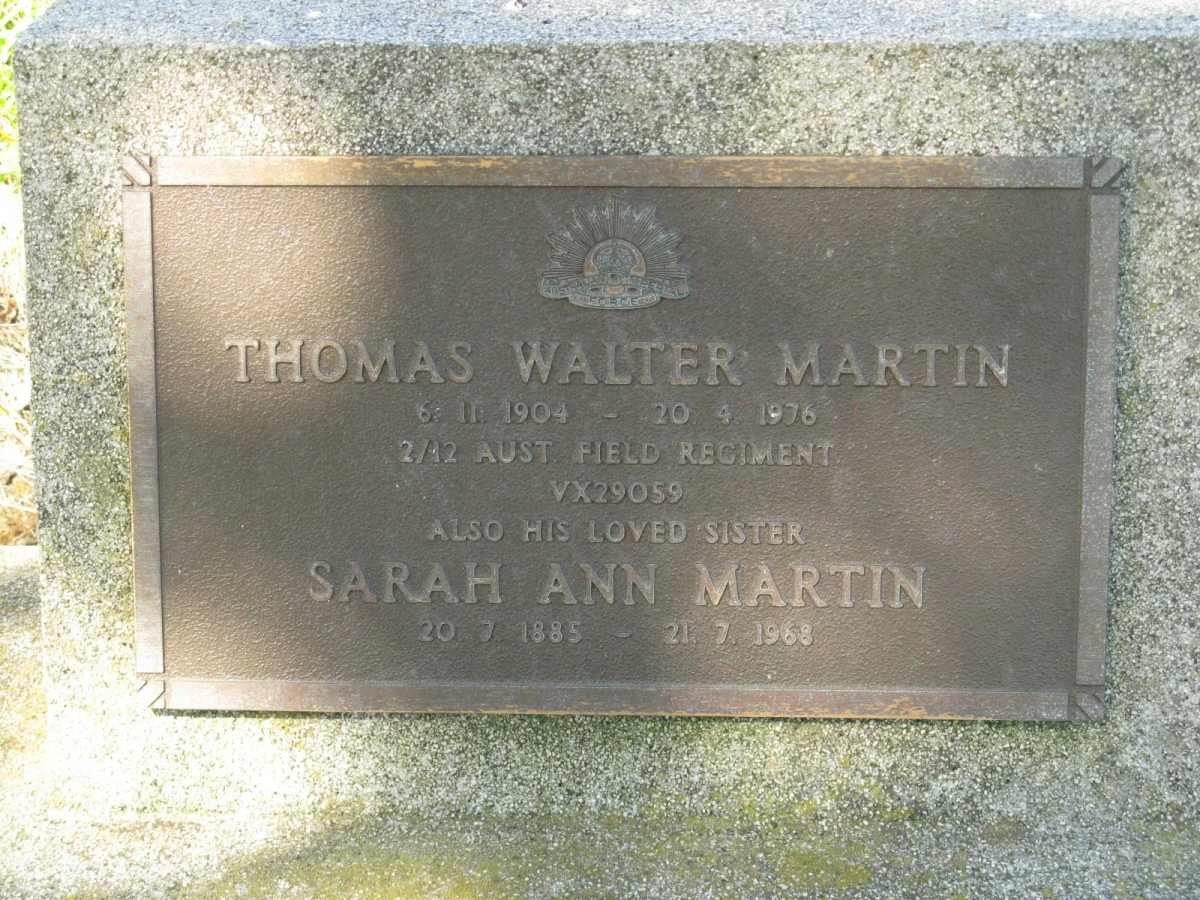 FORCES
THOMAS WALTER MARTIN
6. 11. 1904 - 20. 4. 1976
2/12 AUST. FIELD REGIMENT
VX29059
ALSO HIS LOVED SISTER
SARAH ANN MARTIN
20. 7. 1885 - 21. 7. 1968